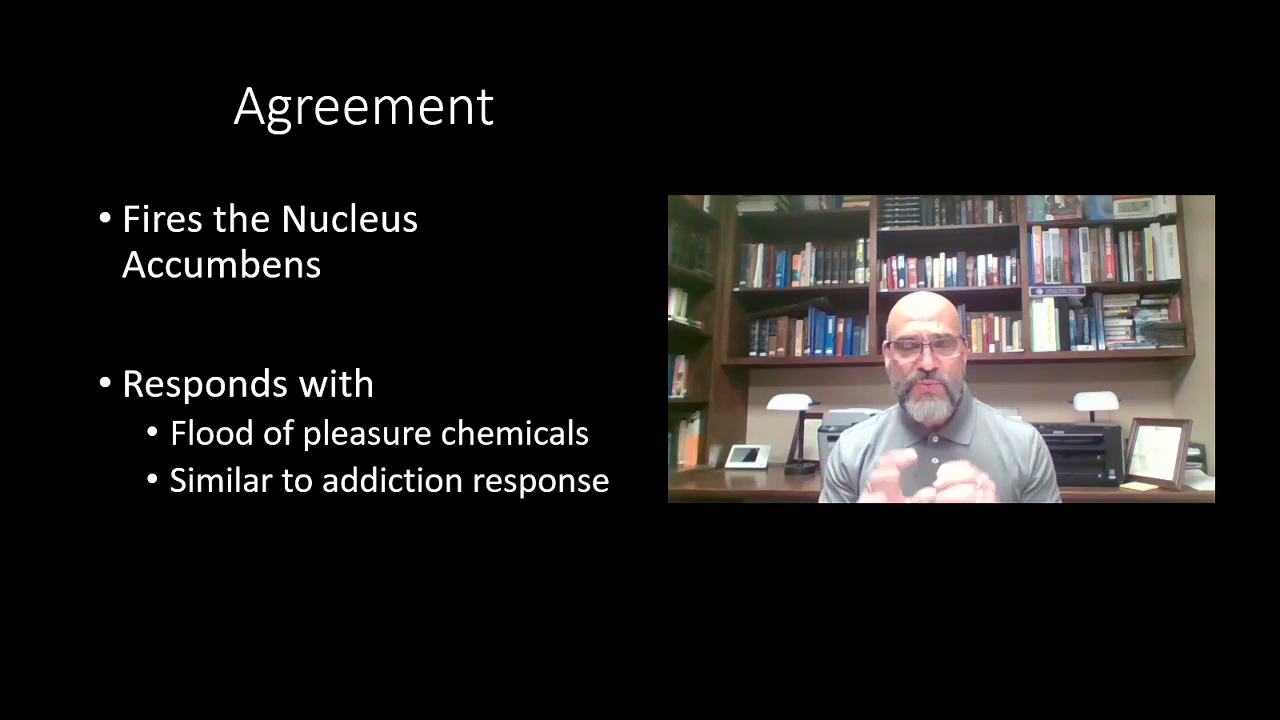 Agreement
• Fires the Nucleus
Accumbens
• Responds with
• Flood of pleasure chemicals
• Similar to addiction response